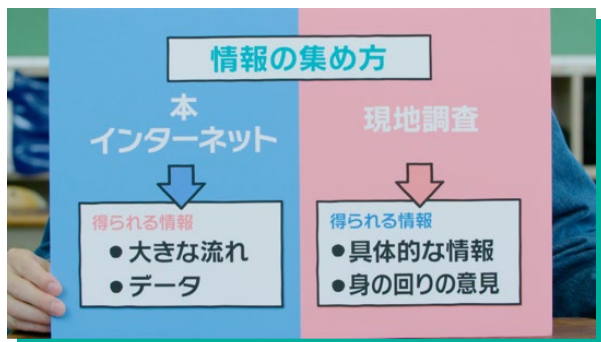 情報の集め方
本
インターネット
得られる情報
●大きな流れ
●データ
現地調査
得られる情報
●具体的な情報
●身の回りの意見